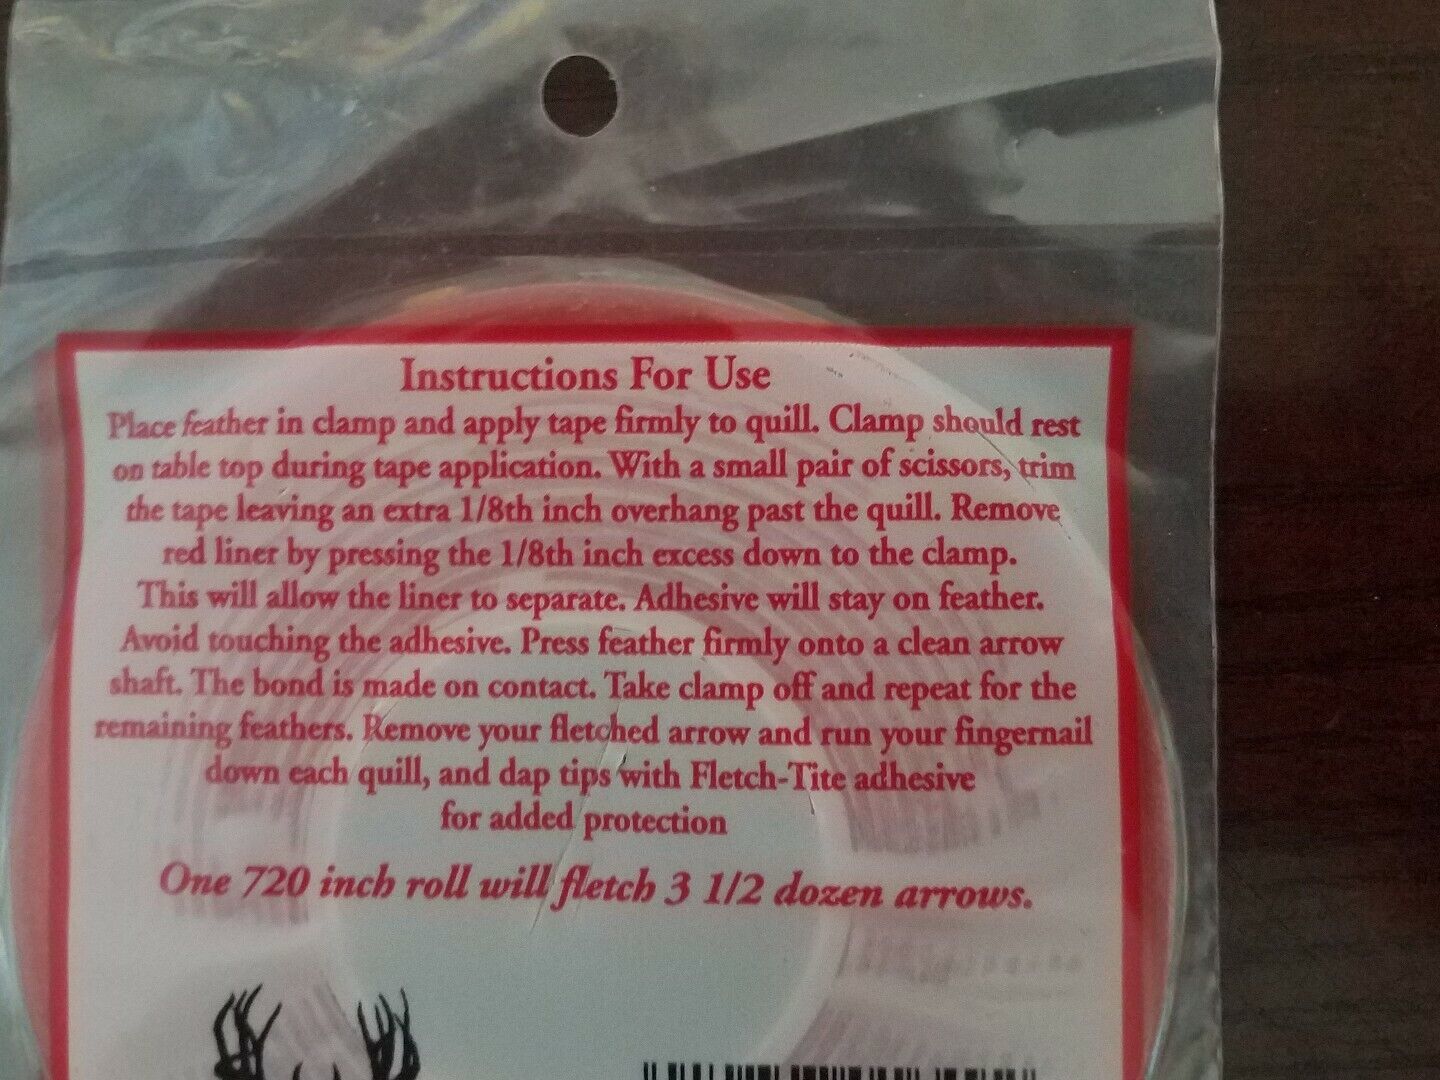 Instructions For Use
Place feather in clamp and apply tape firmly to quill. Clamp should rest
on table top during tape application. With a small pair of scissors, trim
the tape leaving an extra 1/8th inch overhang past the quill. Remove
red liner by pressing the 1/8th inch excess down to the clamp.
This will allow the liner to separate. Adhesive will stay on feather.
Avoid touching the adhesive. Press feather firmly onto a clean arrow
shaft. The bond is made on contact. Take clamp off and repeat for the
remaining feathers. Remove your fletched arrow and run your fingernail
down each quill, and dap tips with Fletch-Tite adhesive
for added protection
One 720 inch roll will fletch 3 1/2 dozen arrows.